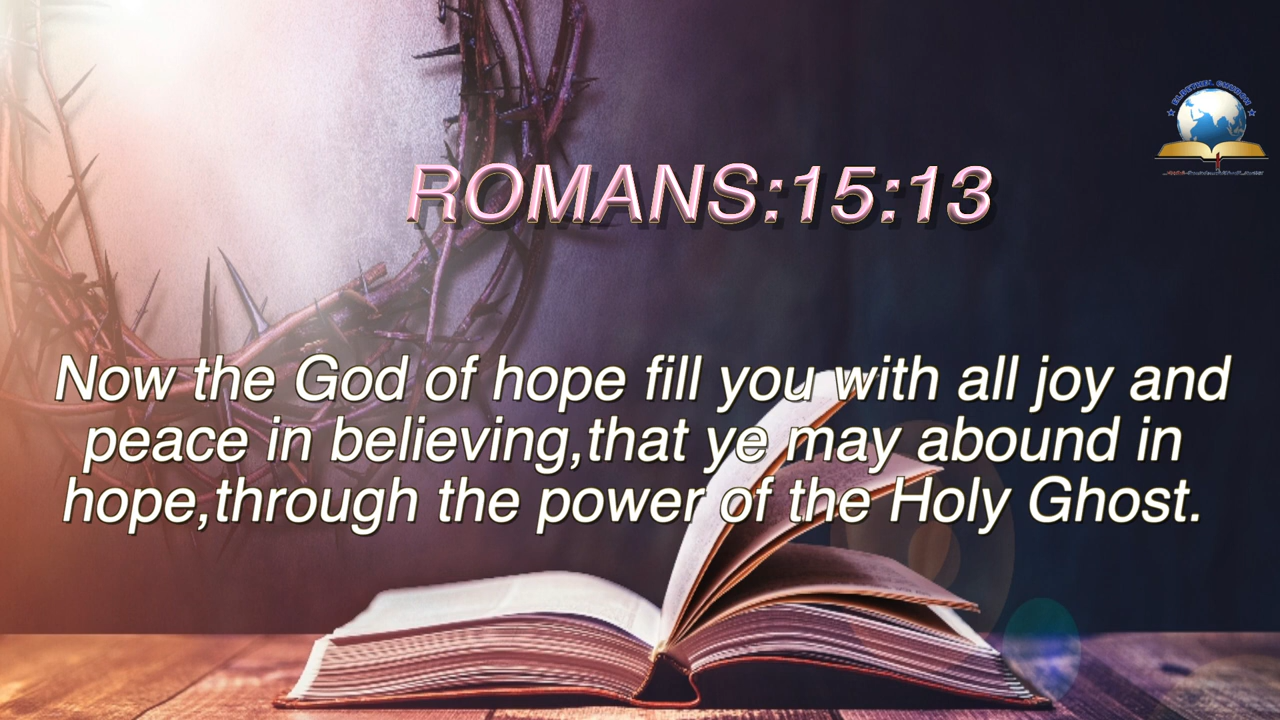 ROMANS:15:13
Now the God of hope fill you with all joy and
peace in believing,that ye may abound in
hope,through the power of the Holy Ghost.